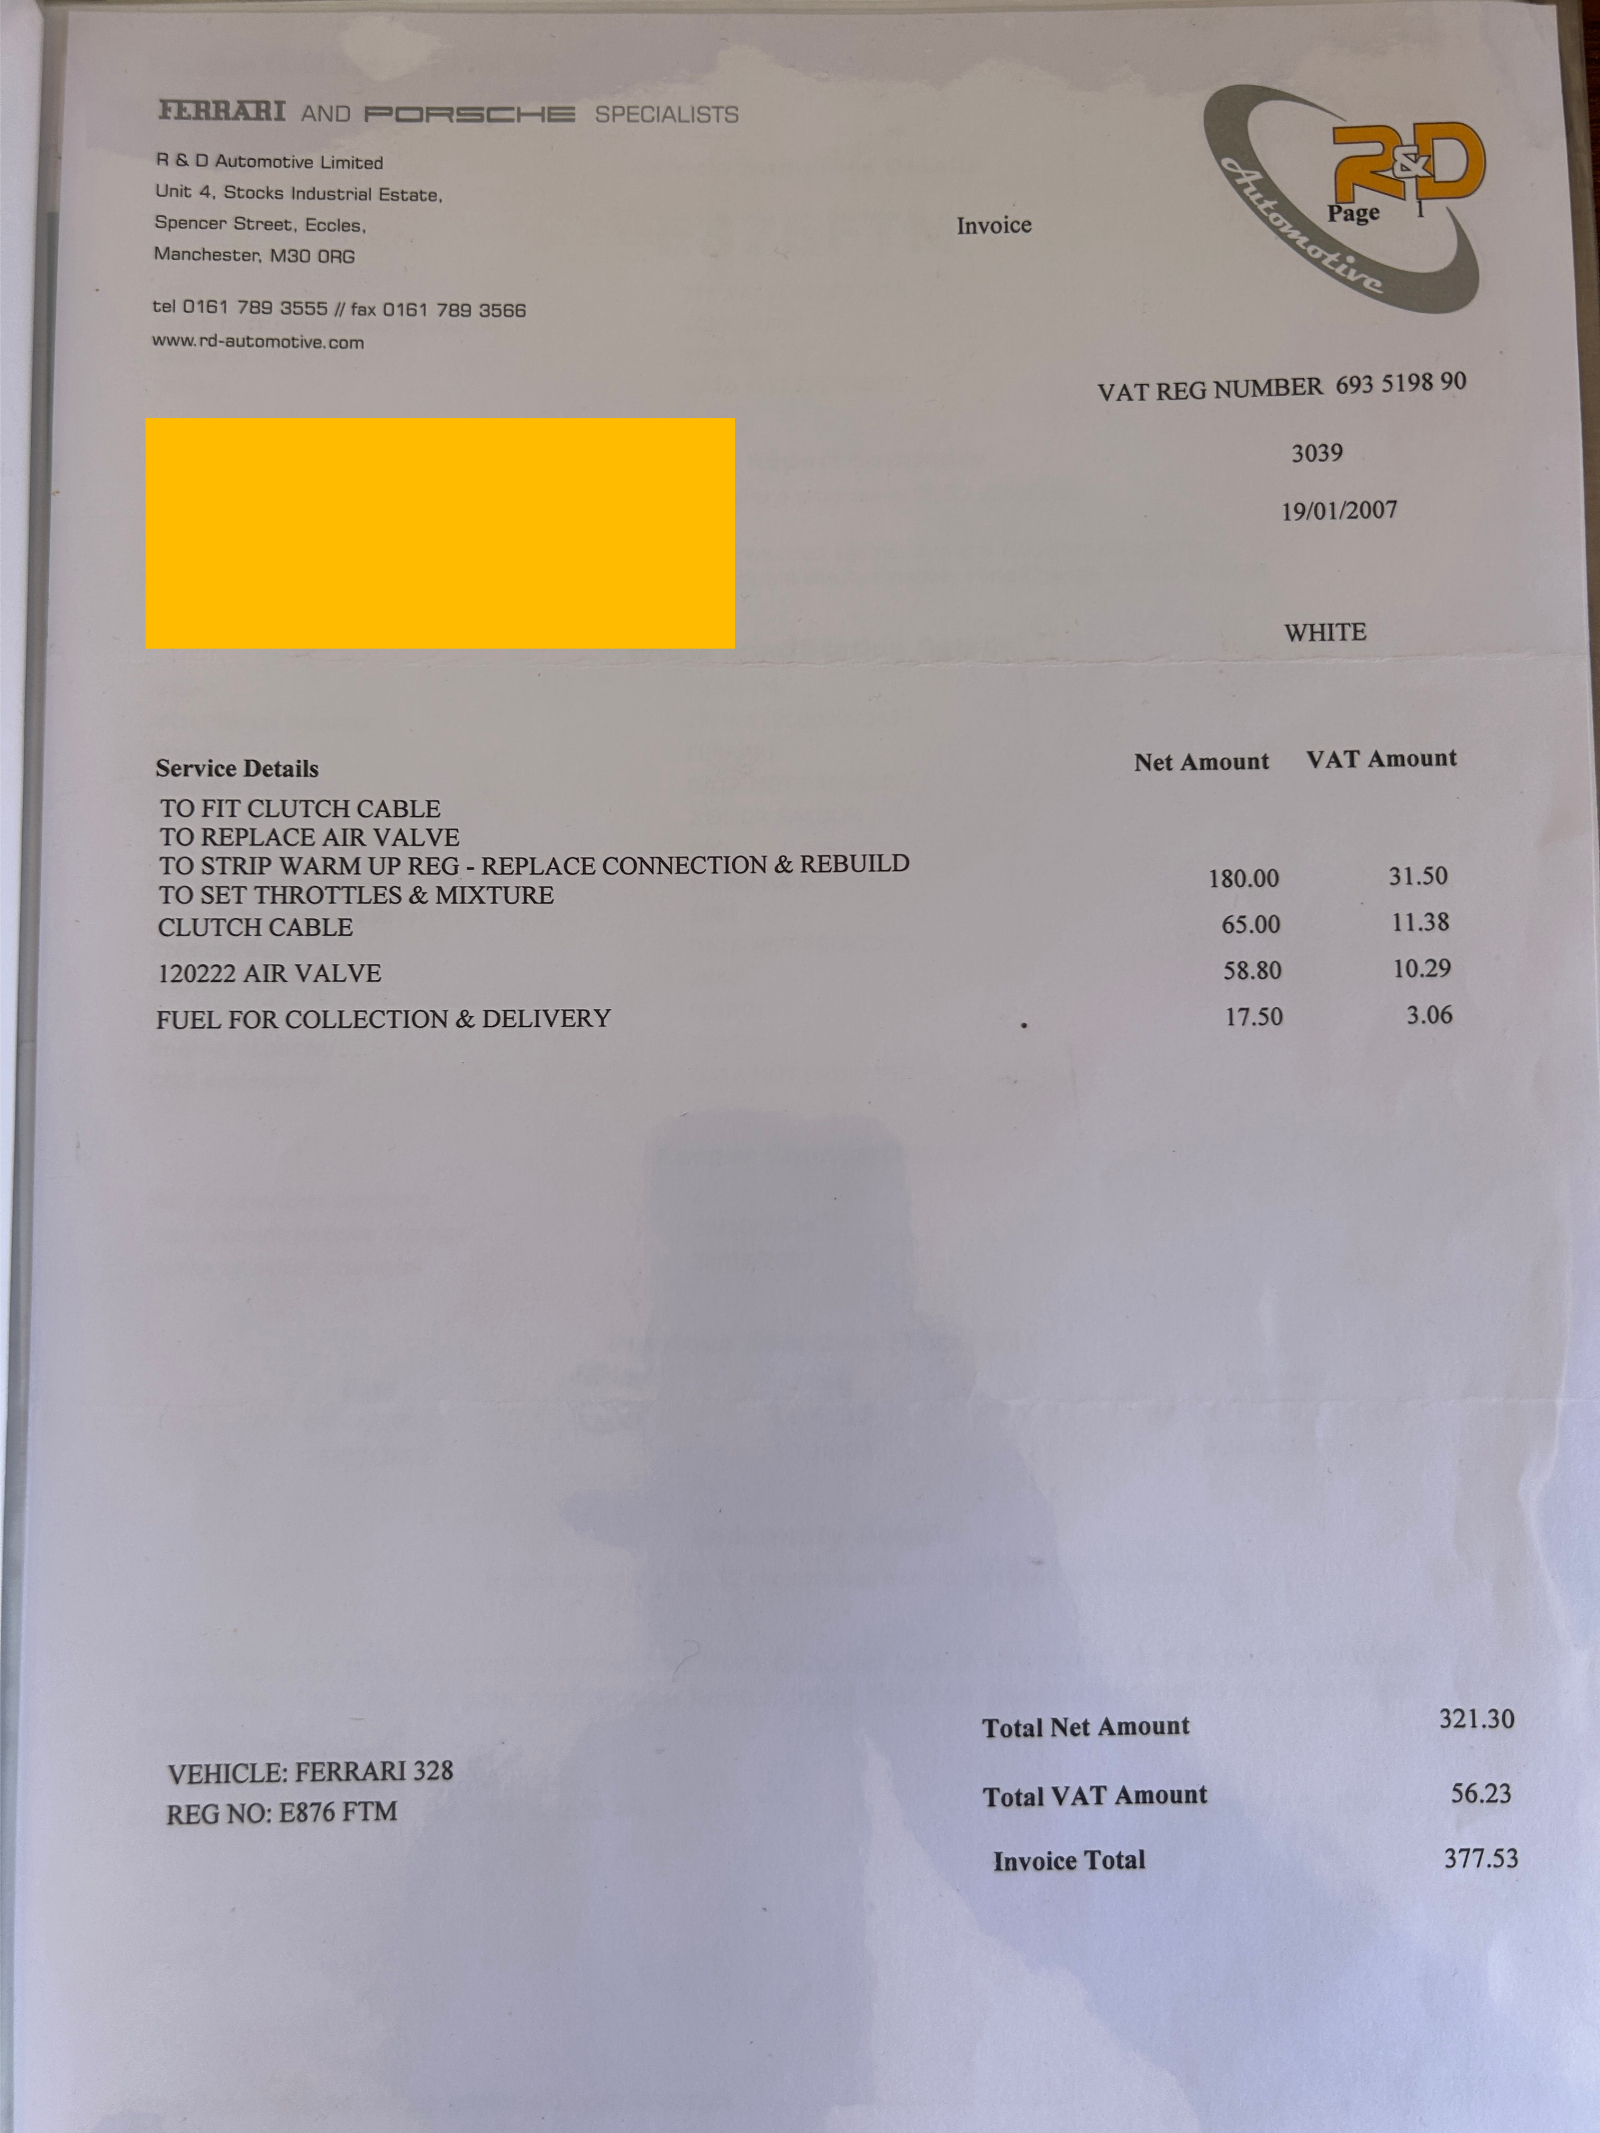 FERRARI AND PORSCHE SPECIALISTS
R & D Automotive Limited
Unit 4, Stocks Industrial Estate,
Spencer Street, Eccles,
Manchester, M30 0RG
tel 0161 789 3555 // fax 0161 789 3566
www.rd-automotive.com
Invoice
R&D
Automotive
Page 1
VAT REG NUMBER 693 5198 90
3039
19/01/2007
WHITE
Service Details Net Amount VAT Amount
TO FIT CLUTCH CABLE
TO REPLACE AIR VALVE
TO STRIP WARM UP REG - REPLACE CONNECTION & REBUILD
TO SET THROTTLES & MIXTURE 180.00 31.50
CLUTCH CABLE 65.00 11.38
120222 AIR VALVE 58.80 10.29
FUEL FOR COLLECTION & DELIVERY 17.50 3.06
Total Net Amount 321.30
VEHICLE: FERRARI 328
Total VAT Amount 56.23
REG NO: E876 FTM
Invoice Total 377.53